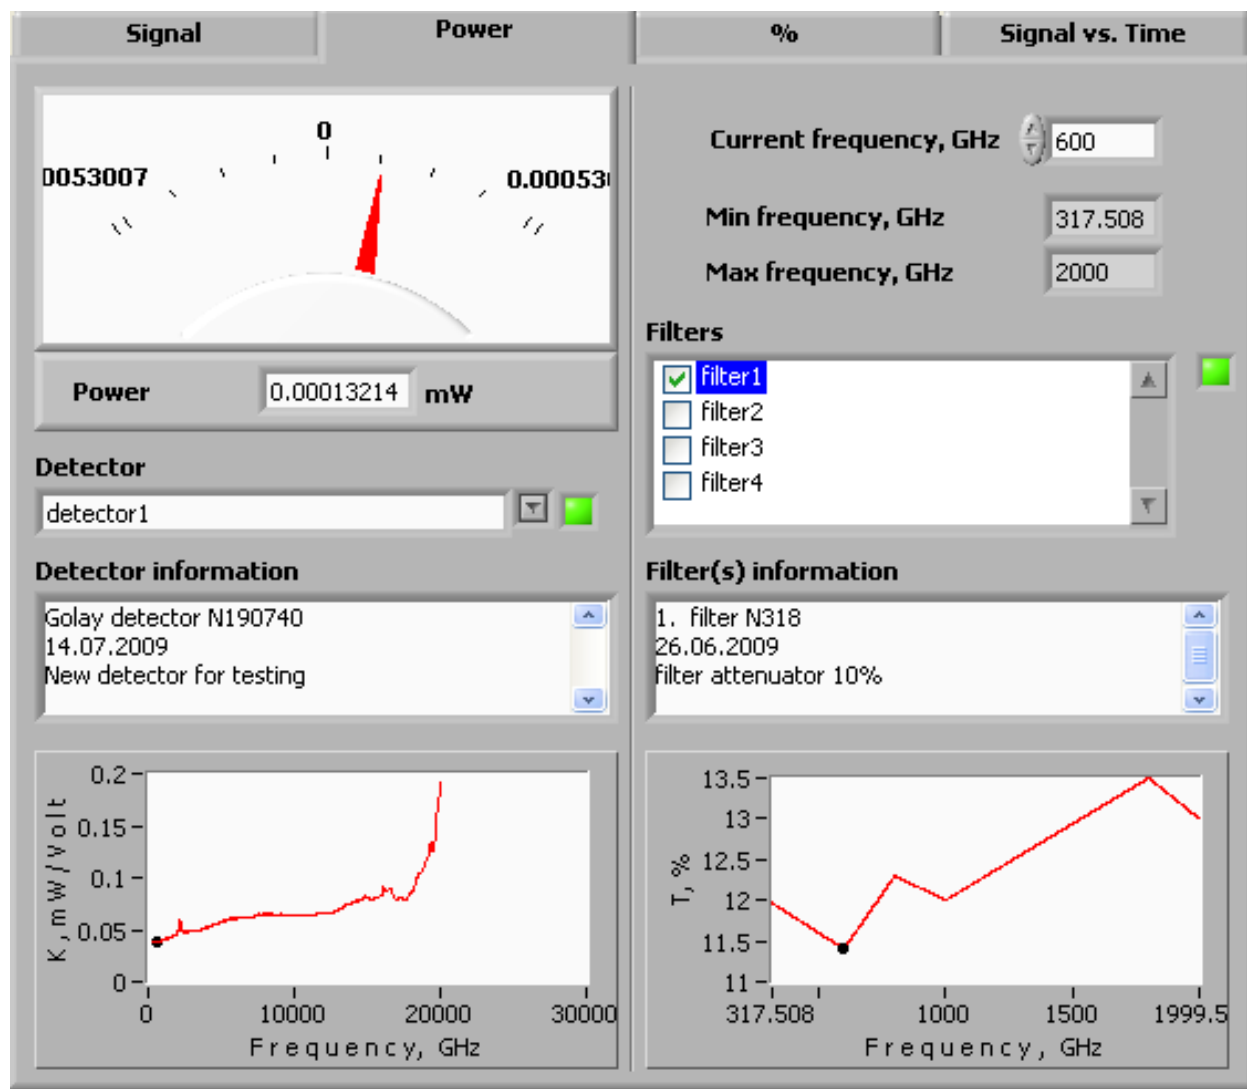 Signal Power % Signal vs. Time
0
0053007 0.00053
Power 0.00013214 mW
Detector
detector1
Detector information
Golay detector N190740
14.07.2009
New detector for testing
K, mW/Volt
0.2
0.15
0.1
0.05
0
0 10000 20000 30000
Frequency, GHz
Current frequency, GHz 600
Min frequency, GHz 317.508
Max frequency, GHz 2000
Filters
filter1
filter2
filter3
filter4
Filter(s) information
1. filter N318
26.06.2009
filter attenuator 10%
T, %
13.5
13
12.5
12
11.5
11
317.508 1000 1500 1999.5
Frequency, GHz